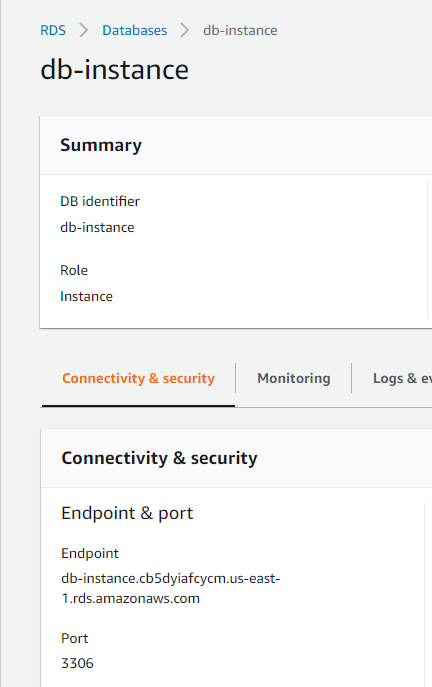 RDS > Databases > db-instance
db-instance
Summary
DB identifier
db-instance
Role
Instance
Connectivity & security Monitoring Logs &
Connectivity & security
Endpoint & port
Endpoint
db-instance.cb5dyiafcycm.us-east-
1.rds.amazonaws.com
Port
3306